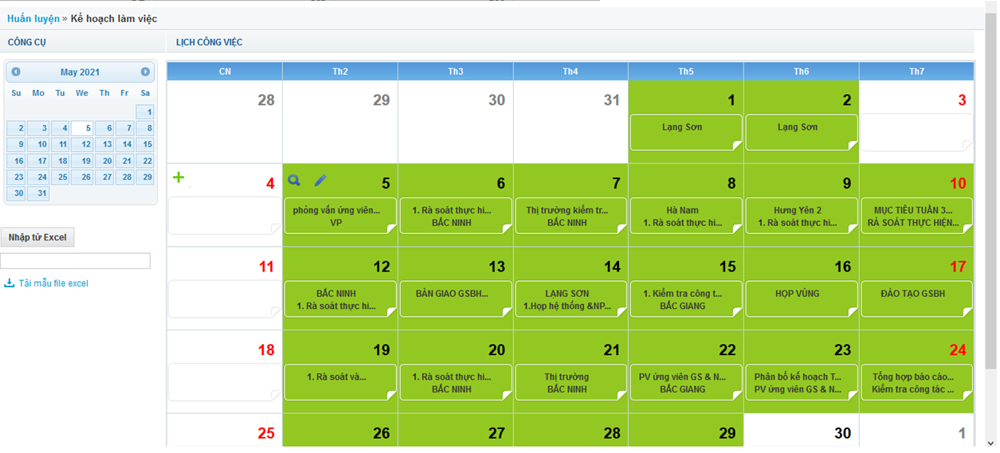 Huấn luyện » Kế hoạch làm việc
CÔNG CỤ
LỊCH CÔNG VIỆC
May 2021
Su Mo Tu We Th Fr Sa
1
2 3 4 5 6 7 8
9 10 11 12 13 14 15
16 17 18 19 20 21 22
23 24 25 26 27 28 29
30 31
Nhập từ Excel
Tải mẫu file excel
CN Th2 Th3 Th4 Th5 Th6 Th7
28 29 30 31 1 2 3
Lạng Sơn Lạng Sơn
4 5 6 7 8 9 10
phỏng vấn ứng viên... 1. Rà soát thực hi... Thị trường kiểm tr... Hà Nam Hưng Yên 2 MỤC TIÊU TUẦN 3...
VP BẮC NINH BẮC NINH 1. Rà soát thực hi... 1. Rà soát thực hi... RÀ SOÁT THỰC HIỆN...
11 12 13 14 15 16 17
BẮC NINH BÀN GIAO GSBH... LẠNG SƠN 1. Kiểm tra công t... HỌP VÙNG ĐÀO TẠO GSBH
1. Rà soát thực hi... 1.Họp hệ thống &NP... BẮC GIANG
18 19 20 21 22 23 24
1. Rà soát và... 1. Rà soát thực hi... Thị trường PV ứng viên GS & N... Phân bổ kế hoạch T... Tổng hợp báo cáo...
BẮC NINH BẮC NINH BẮC GIANG PV ứng viên GS & N... Kiểm tra công tác ...
25 26 27 28 29 30 1